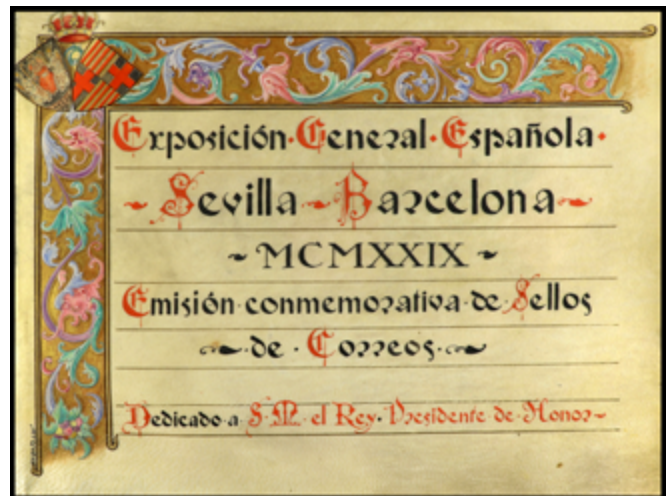 Exposición·General·Española·
~Sevilla~Barcelona~
~MCMXXIX~
Emisión conmemorativa·de·Sellos
~·de·Correos·~
Dedicado·a·S·M·el Rey·Presidente de·Honor~